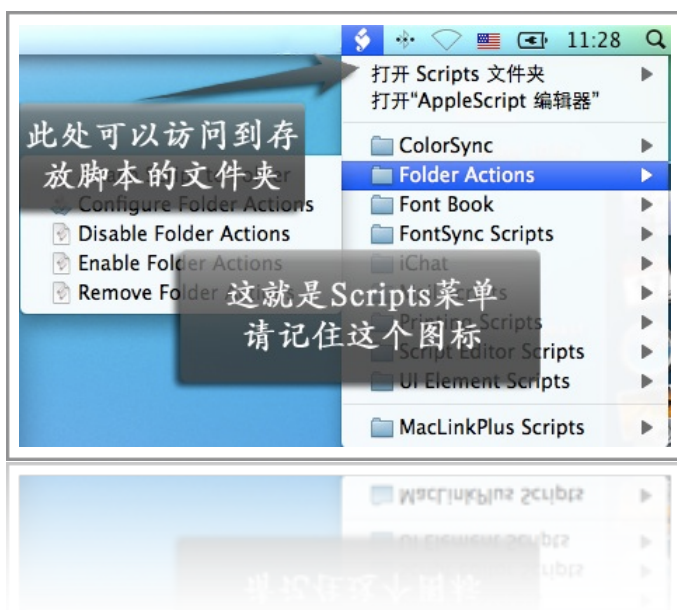 11:28
打开 Scripts 文件夹
打开“AppleScript 编辑器”
此处可以访问到存
放脚本的文件夹
ColorSync
Folder Actions
Font Book
FontSync Scripts
iChat
Printing Scripts
Script Editor Scripts
UI Element Scripts
MacLinkPlus Scripts
Configure Folder Actions
Disable Folder Actions
Enable Folder Actions
Remove Folder Actions
这就是Scripts菜单
请记住这个图标